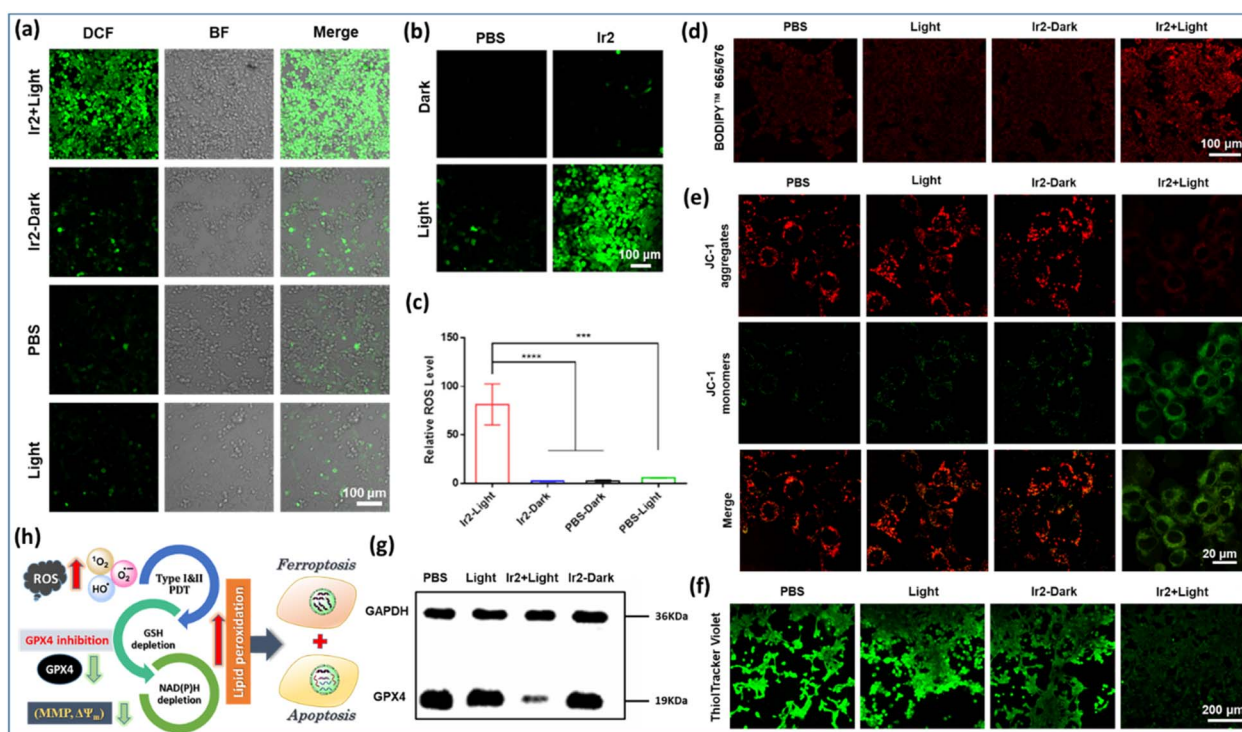 (a)
DCF BF Merge
Ir2+Light
Ir2-Dark
PBS
Light
100 μm
(b)
PBS Ir2
Dark
Light
100 μm
(c)
Relative ROS Level
150
100
50
0
****
***
Ir2-Light
Ir2-Dark
PBS-Dark
PBS-Light
(d)
PBS Light Ir2-Dark Ir2+Light
BODIPY™ 665/676
100 μm
(e)
PBS Light Ir2-Dark Ir2+Light
JC-1
aggregates
JC-1
monomers
Merge
20 μm
(f)
PBS Light Ir2-Dark Ir2+Light
ThiolTracker Violet
200 μm
(g)
PBS Light Ir2+Light Ir2-Dark
GAPDH 36KDa
GPX4 19KDa
(h)
ROS
¹O₂
O₂•−
HO•
Type I&II
PDT
GPX4 inhibition
GSH
depletion
GPX4
NAD(P)H
depletion
(MMP, ΔΨm)
Lipid peroxidation
Ferroptosis
+
Apoptosis